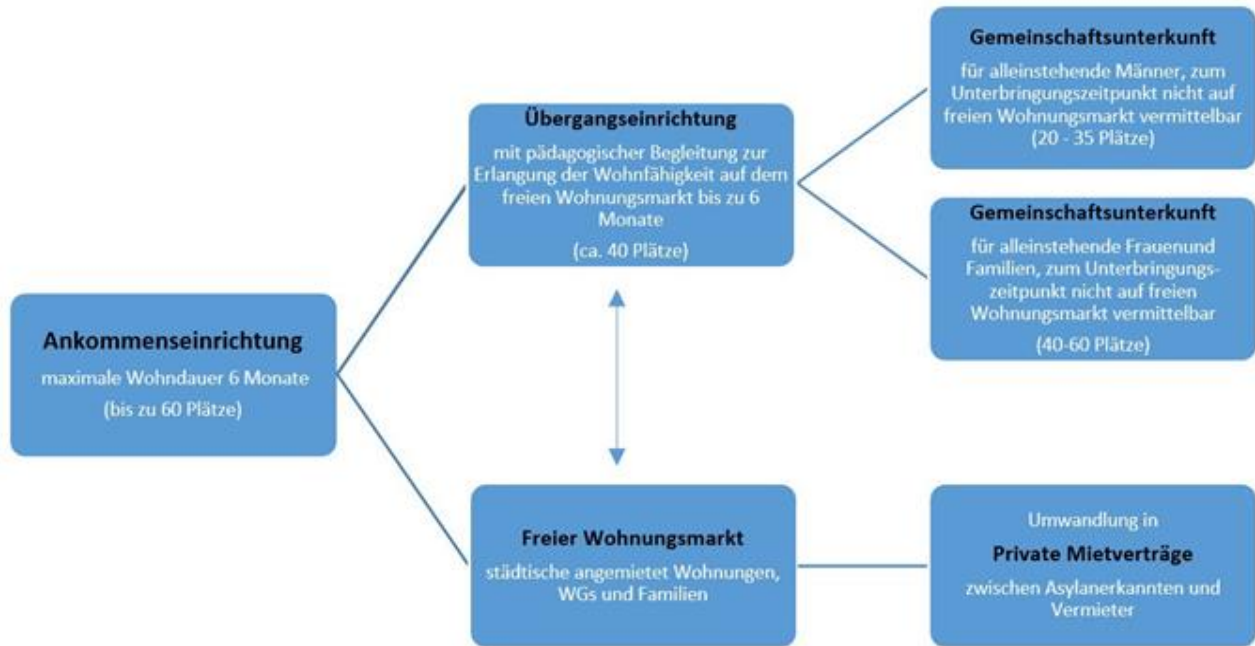 Ankommenseinrichtung
maximale Wohndauer 6 Monate
(bis zu 60 Plätze)
Übergangseinrichtung
mit pädagogischer Begleitung zur
Erlangung der Wohnfähigkeit auf dem
freien Wohnungsmarkt bis zu 6
Monate
(ca. 40 Plätze)
Freier Wohnungsmarkt
städtische angemietet Wohnungen,
WGs und Familien
Gemeinschaftsunterkunft
für alleinstehende Männer, zum
Unterbringungszeitpunkt nicht auf
freien Wohnungsmarkt vermittelbar
(20 - 35 Plätze)
Gemeinschaftsunterkunft
für alleinstehende Frauenund
Familien, zum Unterbringungs-
zeitpunkt nicht auf freien
Wohnungsmarkt vermittelbar
(40-60 Plätze)
Umwandlung in
Private Mietverträge
zwischen Asylanerkannten und
Vermieter